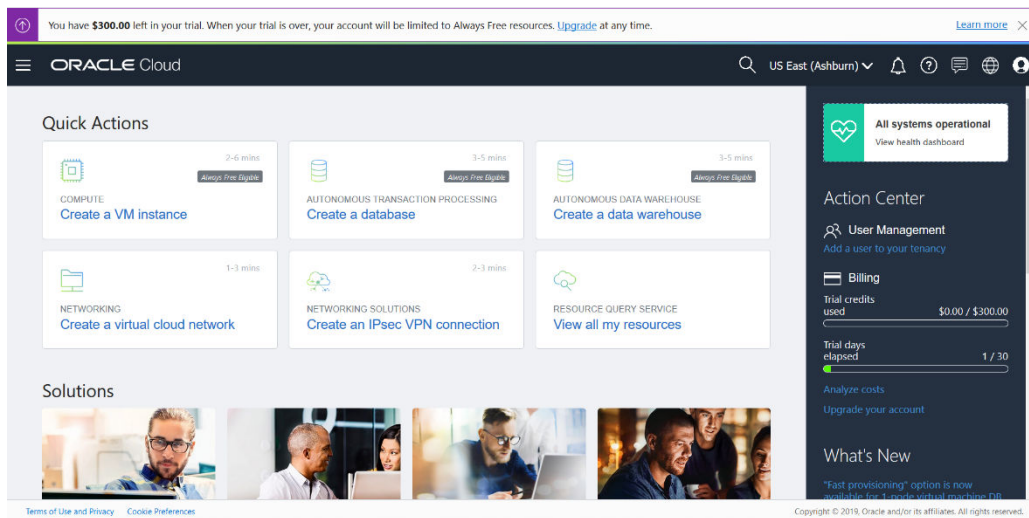 You have $300.00 left in your trial. When your trial is over, your account will be limited to Always Free resources. Upgrade at any time.
Learn more
ORACLE Cloud
US East (Ashburn)
Quick Actions
2-6 mins
Always Free Eligible
COMPUTE
Create a VM instance
3-5 mins
Always Free Eligible
AUTONOMOUS TRANSACTION PROCESSING
Create a database
3-5 mins
Always Free Eligible
AUTONOMOUS DATA WAREHOUSE
Create a data warehouse
1-3 mins
NETWORKING
Create a virtual cloud network
2-3 mins
NETWORKING SOLUTIONS
Create an IPsec VPN connection
RESOURCE QUERY SERVICE
View all my resources
Solutions
All systems operational
View health dashboard
Action Center
User Management
Add a user to your tenancy
Billing
Trial credits
used $0.00 / $300.00
Trial days
elapsed 1 / 30
Analyze costs
Upgrade your account
What's New
"Fast provisioning" option is now
available for 1-node virtual machine DB
Terms of Use and Privacy Cookie Preferences
Copyright © 2019, Oracle and/or its affiliates. All rights reserved.